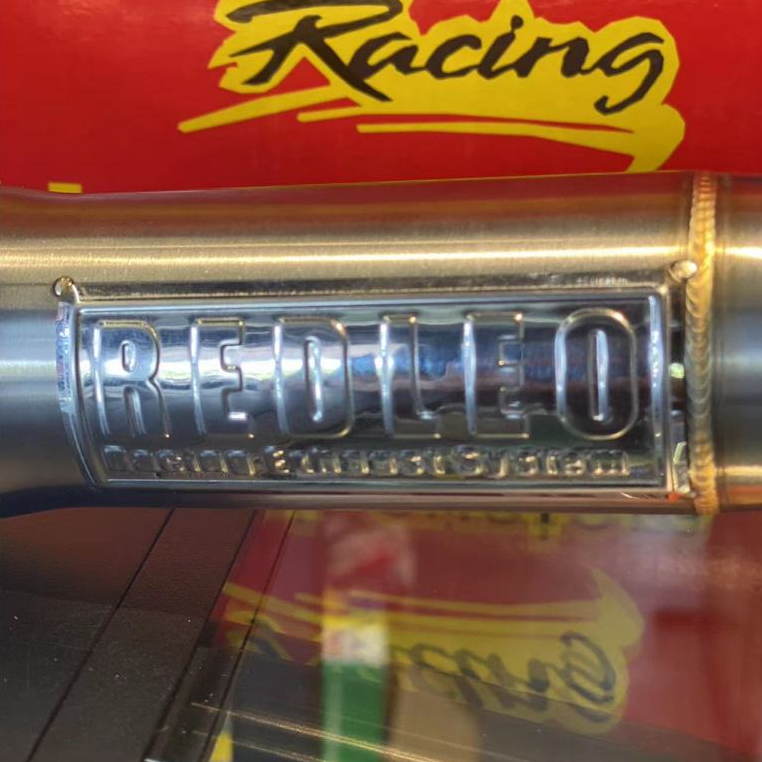 Racing
REDLEO
Racing Exhaust System